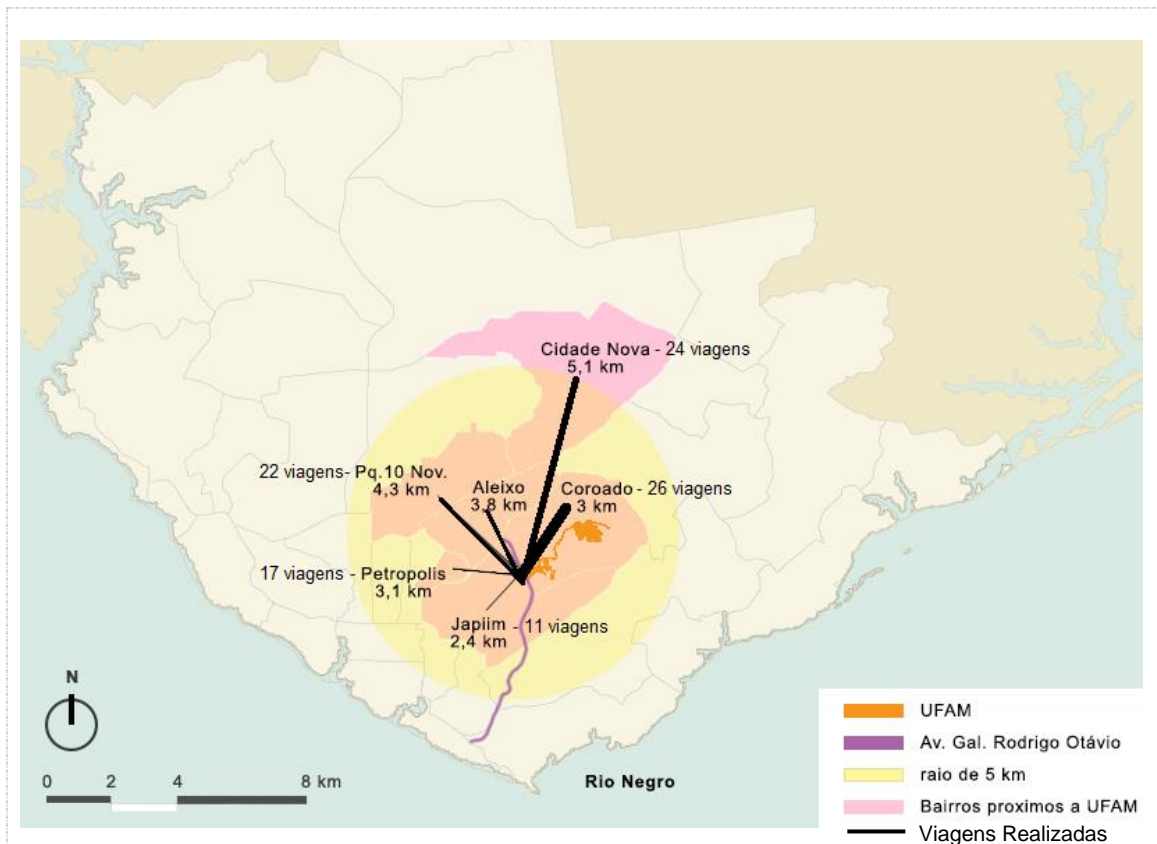 Cidade Nova - 24 viagens
5,1 km
22 viagens- Pq.10 Nov.
4,3 km
Aleixo
3,8 km
Coroado - 26 viagens
3 km
17 viagens - Petropolis
3,1 km
Japiim - 11 viagens
2,4 km
N
0 2 4 8 km
Rio Negro
UFAM
Av. Gal. Rodrigo Otávio
raio de 5 km
Bairros proximos a UFAM
Viagens Realizadas